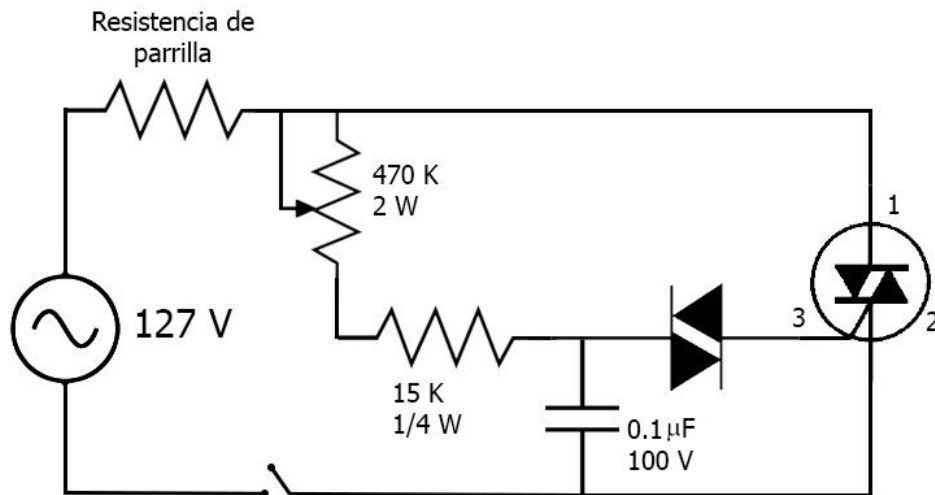 Resistencia de
parrilla
470 K
2 W
1
127 V
3
2
15 K
1/4 W
0.1μF
100 V